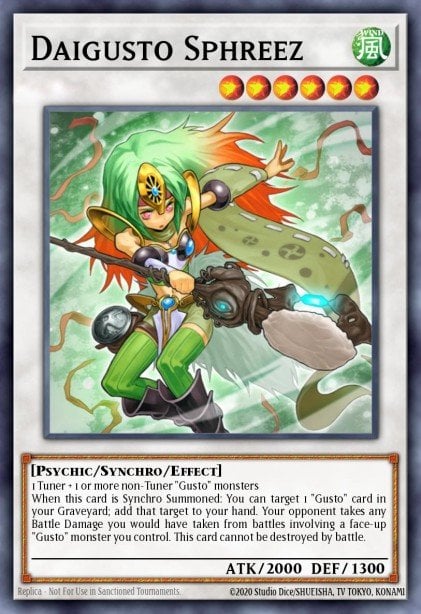 Daigusto Sphreez
WIND
風
[Psychic/Synchro/Effect]
1 Tuner + 1 or more non-Tuner "Gusto" monsters
When this card is Synchro Summoned: You can target 1 "Gusto" card in
your Graveyard; add that target to your hand. Your opponent takes any
Battle Damage you would have taken from battles involving a face-up
"Gusto" monster you control. This card cannot be destroyed by battle.
ATK/2000 DEF/1300
Replica - Not For Use in Sanctioned Tournaments. ©2020 Studio Dice/SHUEISHA, TV TOKYO, KONAMI